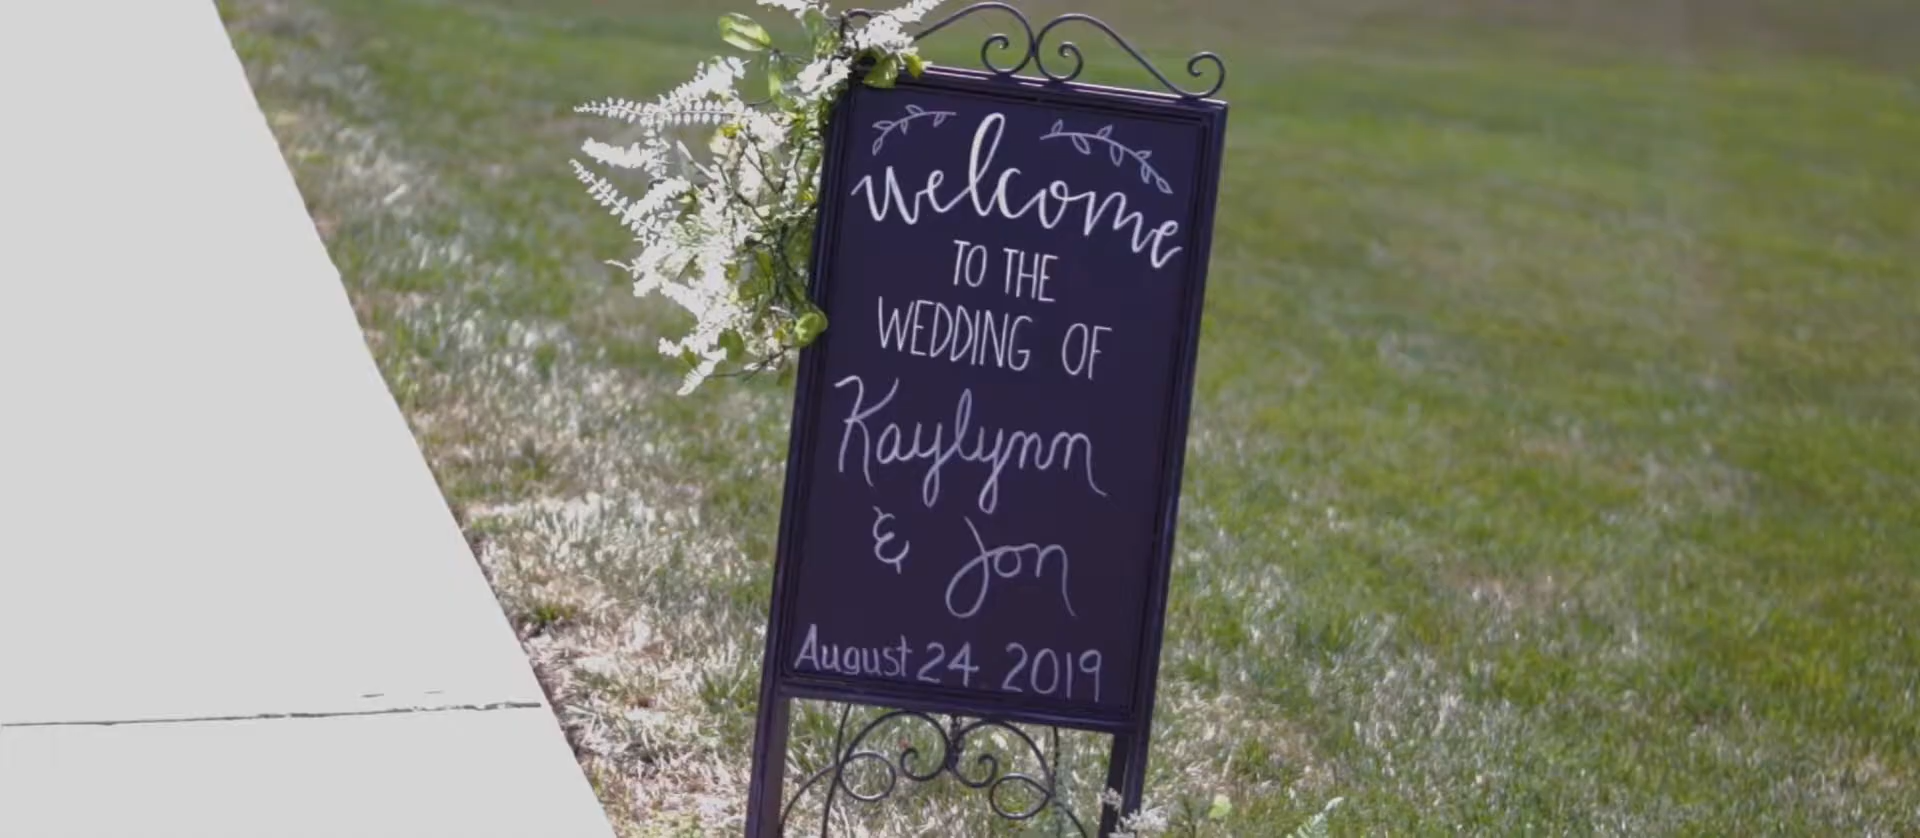 welcome
TO THE
WEDDING OF
Kaylynn
& Jon
August 24 2019